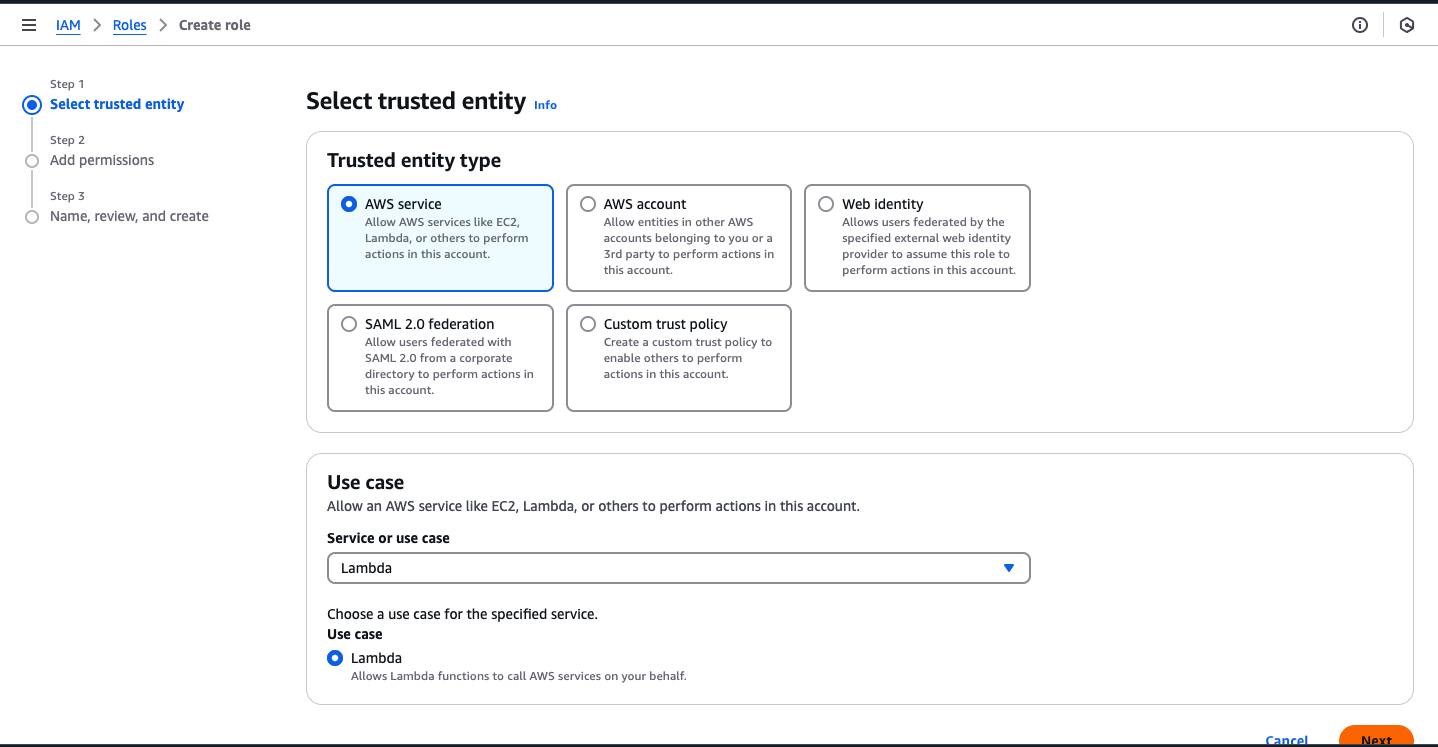 IAM > Roles > Create role
Step 1
Select trusted entity
Step 2
Add permissions
Step 3
Name, review, and create
Select trusted entity Info
Trusted entity type
AWS service
Allow AWS services like EC2,
Lambda, or others to perform
actions in this account.
AWS account
Allow entities in other AWS
accounts belonging to you or a
3rd party to perform actions in
this account.
Web identity
Allows users federated by the
specified external web identity
provider to assume this role to
perform actions in this account.
SAML 2.0 federation
Allow users federated with
SAML 2.0 from a corporate
directory to perform actions in
this account.
Custom trust policy
Create a custom trust policy to
enable others to perform
actions in this account.
Use case
Allow an AWS service like EC2, Lambda, or others to perform actions in this account.
Service or use case
Lambda
Choose a use case for the specified service.
Use case
Lambda
Allows Lambda functions to call AWS services on your behalf.
Cancel Next